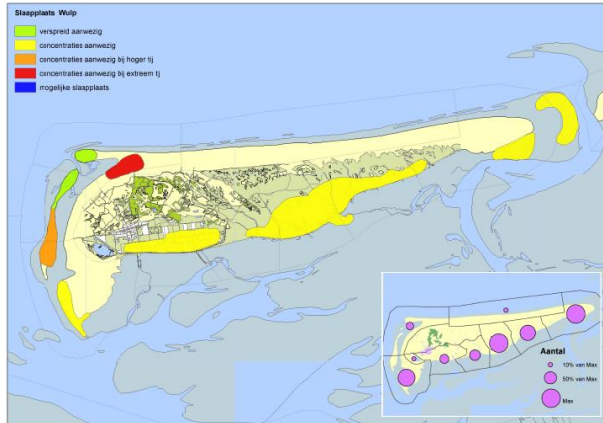 Slaapplaats Wulp
verspreid aanwezig
concentraties aanwezig
concentraties aanwezig bij hoger tij
concentraties aanwezig bij extreem tij
mogelijke slaapplaats
Aantal
10% van Max
50% van Max
Max